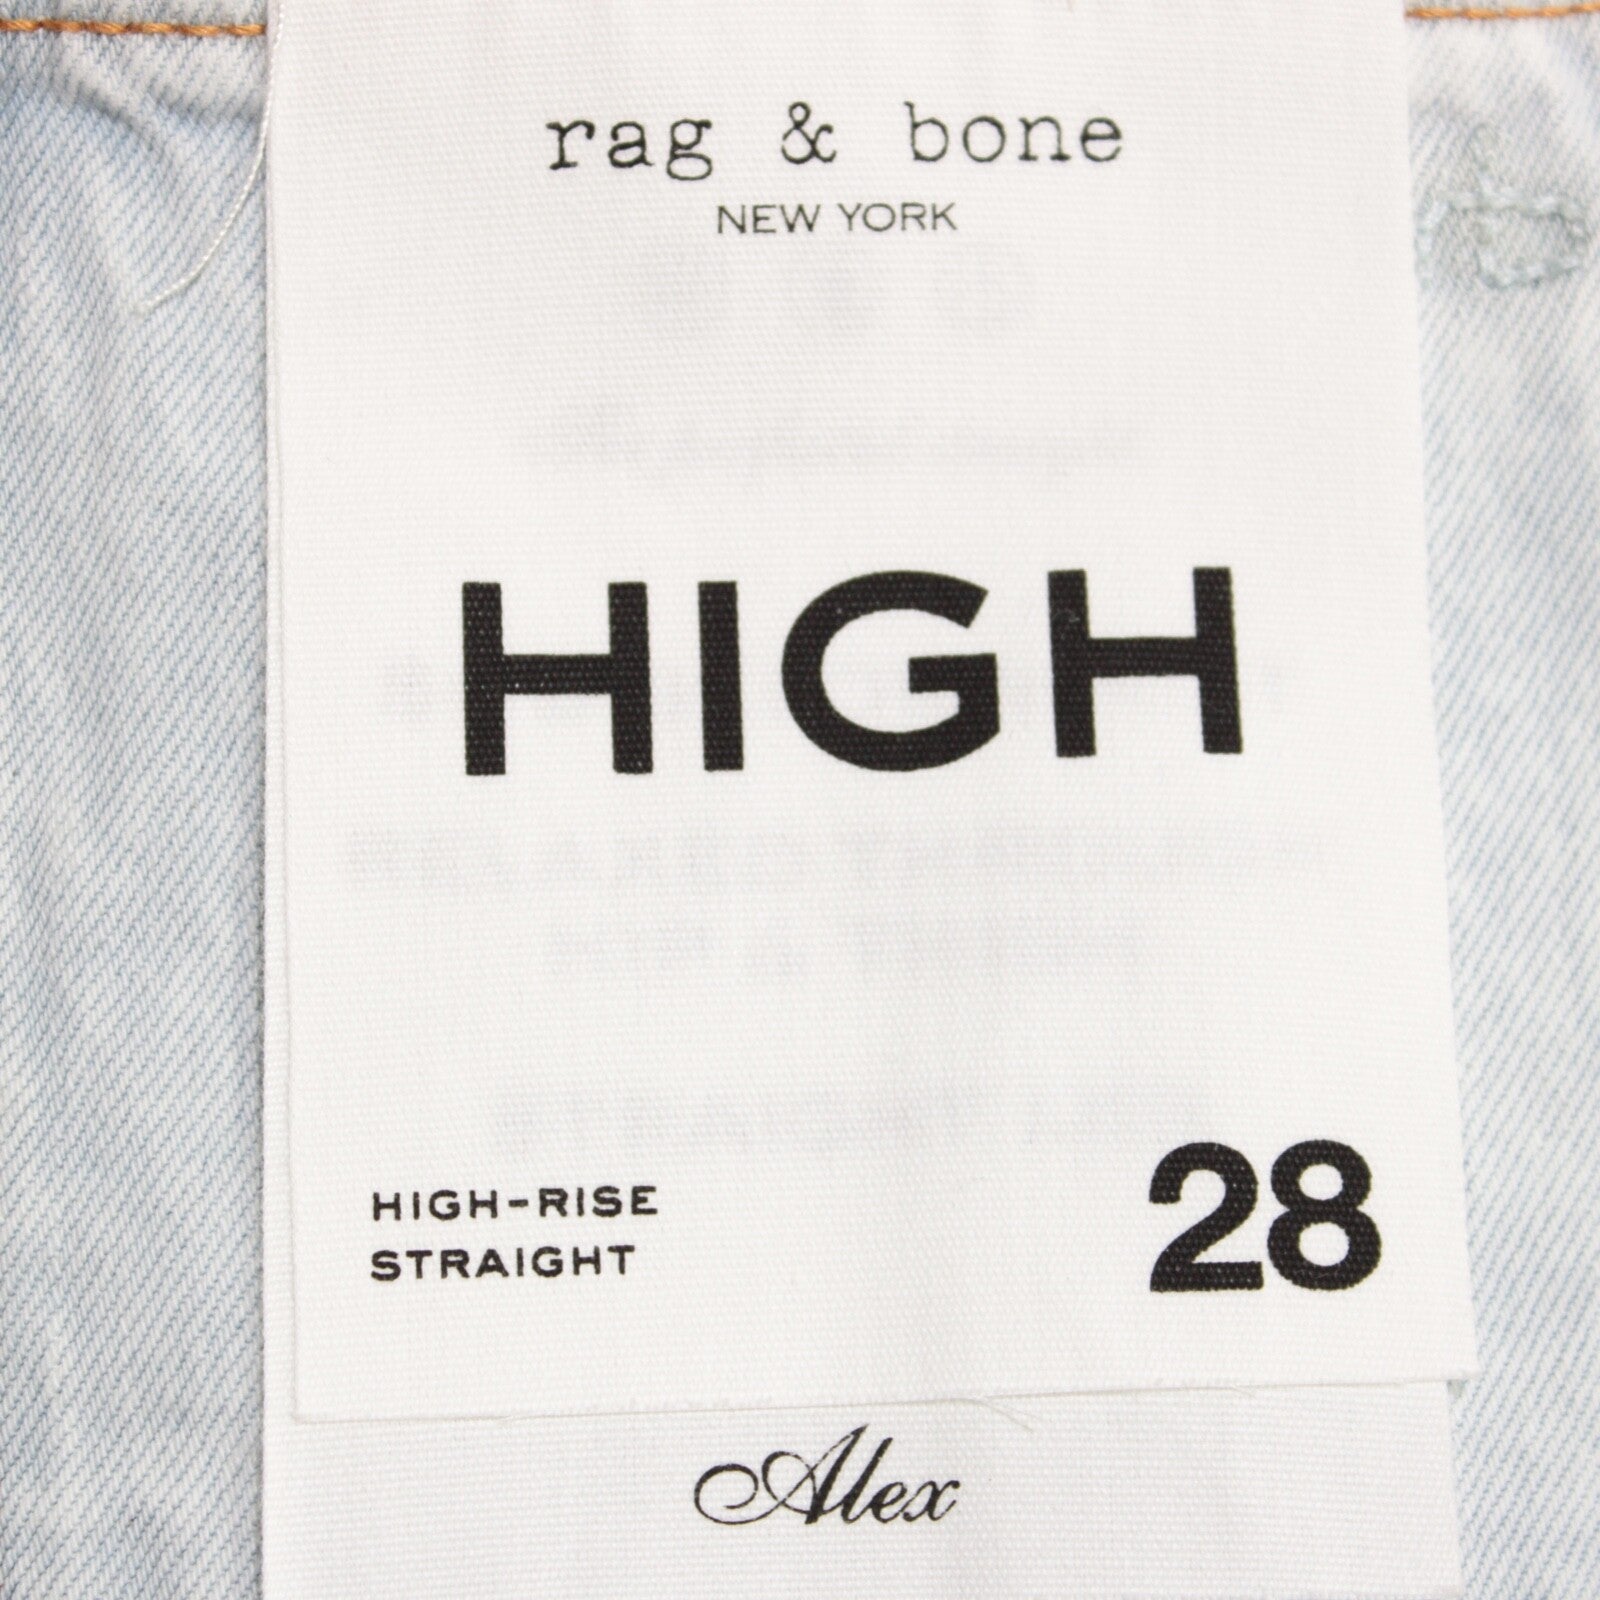 rag & bone
NEW YORK
HIGH
HIGH-RISE
STRAIGHT
28
Alex